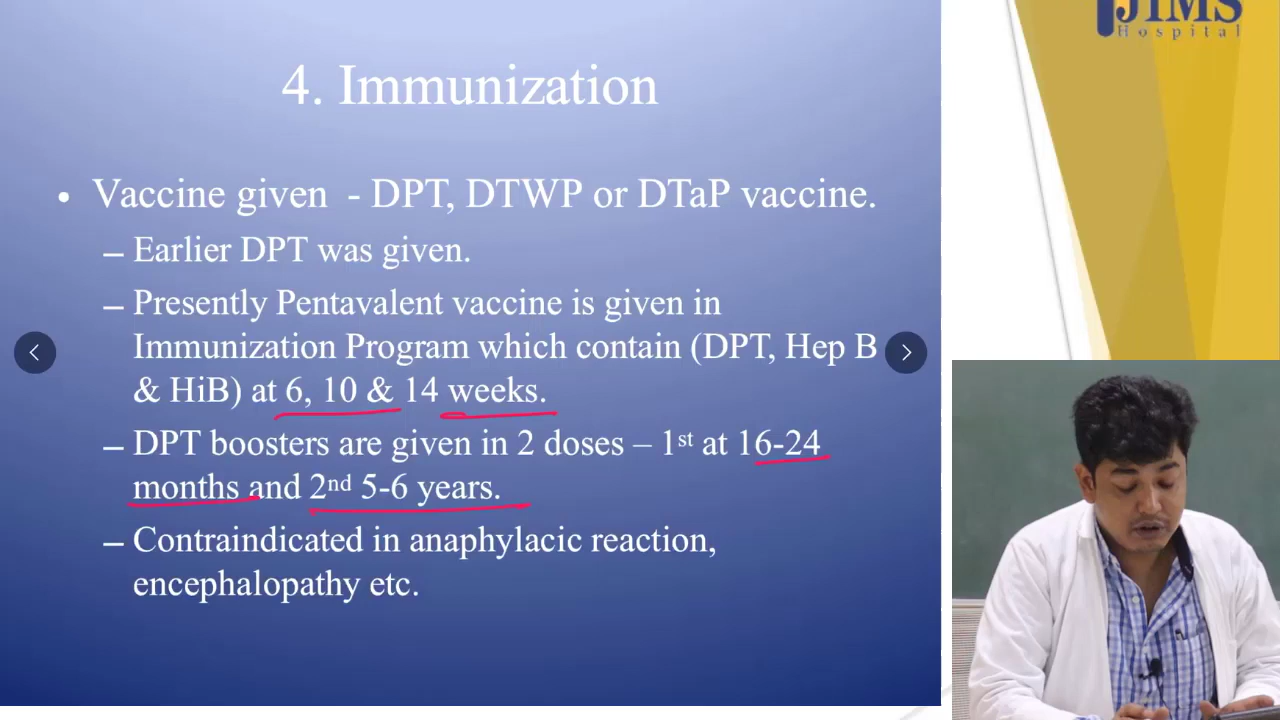 JIMS
Hospital
4. Immunization
• Vaccine given - DPT, DTWP or DTaP vaccine.
– Earlier DPT was given.
– Presently Pentavalent vaccine is given in
Immunization Program which contain (DPT, Hep B
& HiB) at 6, 10 & 14 weeks.
– DPT boosters are given in 2 doses – 1st at 16-24
months and 2nd 5-6 years.
– Contraindicated in anaphylacic reaction,
encephalopathy etc.